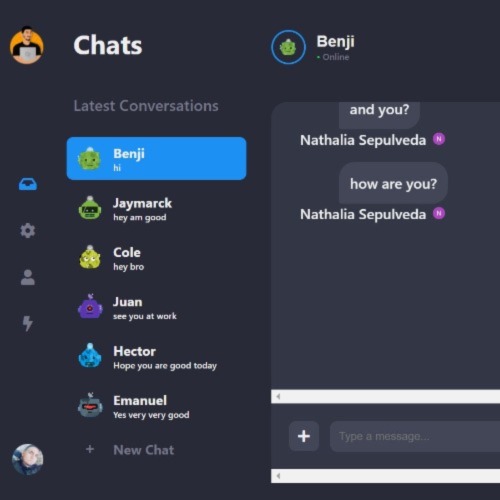 Chats
Latest Conversations
Benji
hi
Jaymarck
hey am good
Cole
hey bro
Juan
see you at work
Hector
Hope you are good today
Emanuel
Yes very very good
+ New Chat
Benji
• Online
and you?
Nathalia Sepulveda N
how are you?
Nathalia Sepulveda N
+ Type a message...